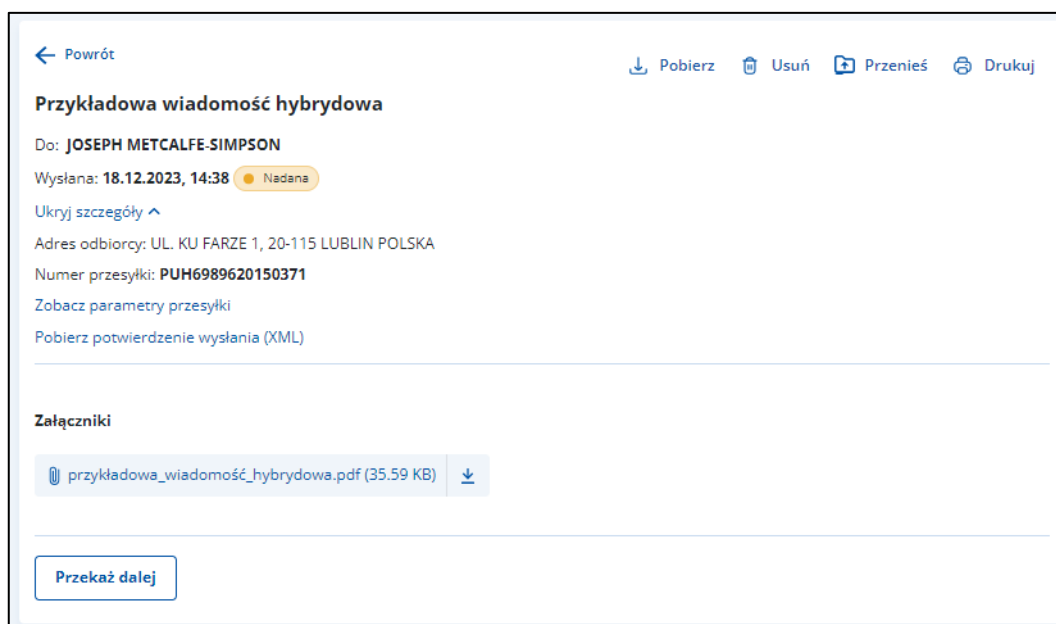 Powrót
Pobierz Usuń Przenieś Drukuj
Przykładowa wiadomość hybrydowa
Do: JOSEPH METCALFE-SIMPSON
Wysłana: 18.12.2023, 14:38 Nadana
Ukryj szczegóły
Adres odbiorcy: UL. KU FARZE 1, 20-115 LUBLIN POLSKA
Numer przesyłki: PUH6989620150371
Zobacz parametry przesyłki
Pobierz potwierdzenie wysłania (XML)
Załączniki
przykładowa_wiadomość_hybrydowa.pdf (35.59 KB)
Przekaż dalej